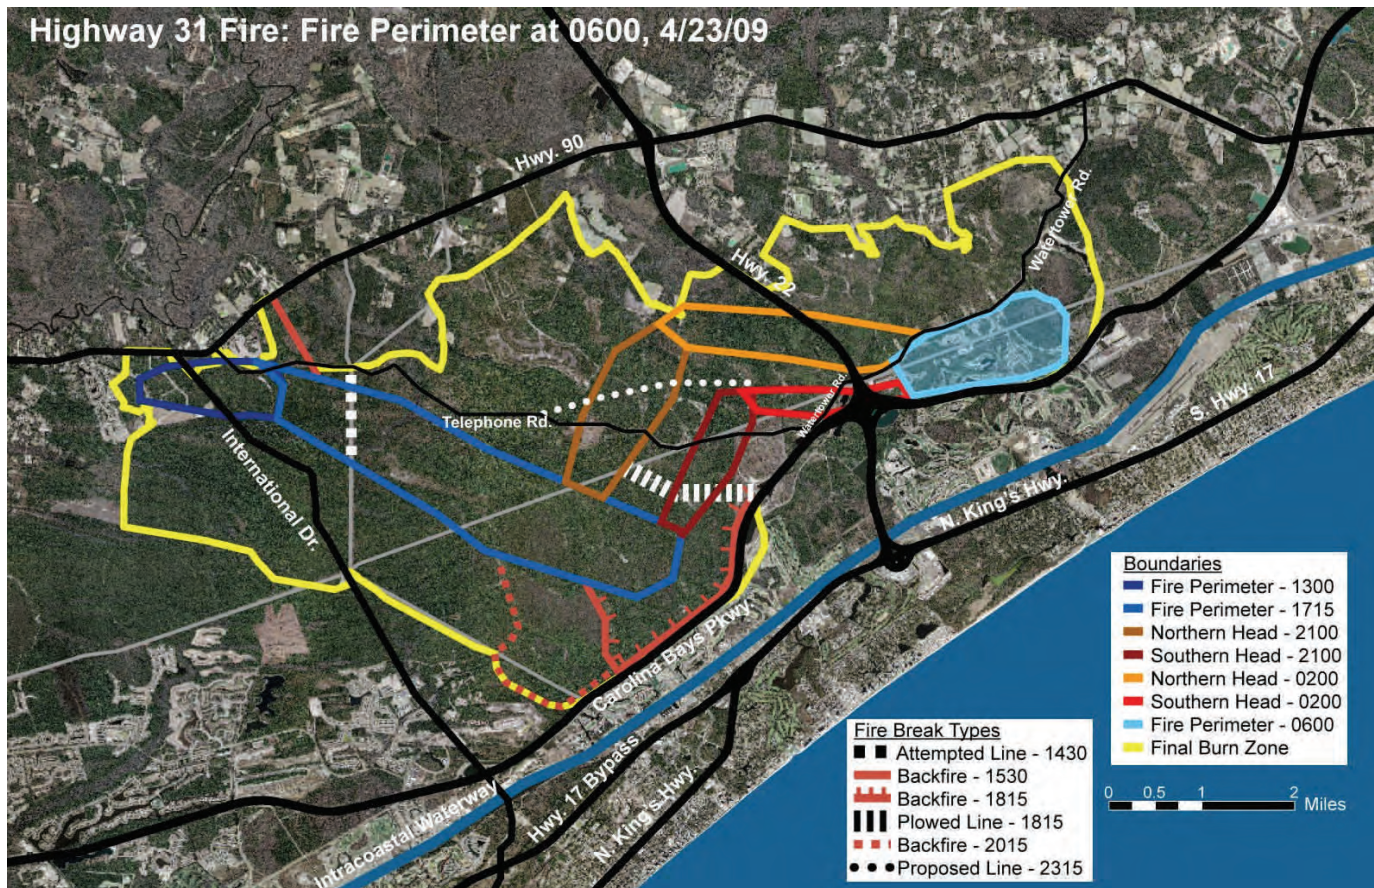 Highway 31 Fire: Fire Perimeter at 0600, 4/23/09
Hwy. 90
Hwy. 22
Watertower Rd.
Telephone Rd.
Watertower Rd.
International Dr.
S. Hwy. 17
N. King's Hwy.
Carolina Bays Pkwy.
Intracoastal Waterway
Hwy. 17 Bypass
N. King's Hwy.
Boundaries
Fire Perimeter - 1300
Fire Perimeter - 1715
Northern Head - 2100
Southern Head - 2100
Northern Head - 0200
Southern Head - 0200
Fire Perimeter - 0600
Final Burn Zone
0 0.5 1 2
Miles
Fire Break Types
Attempted Line - 1430
Backfire - 1530
Backfire - 1815
Plowed Line - 1815
Backfire - 2015
Proposed Line - 2315